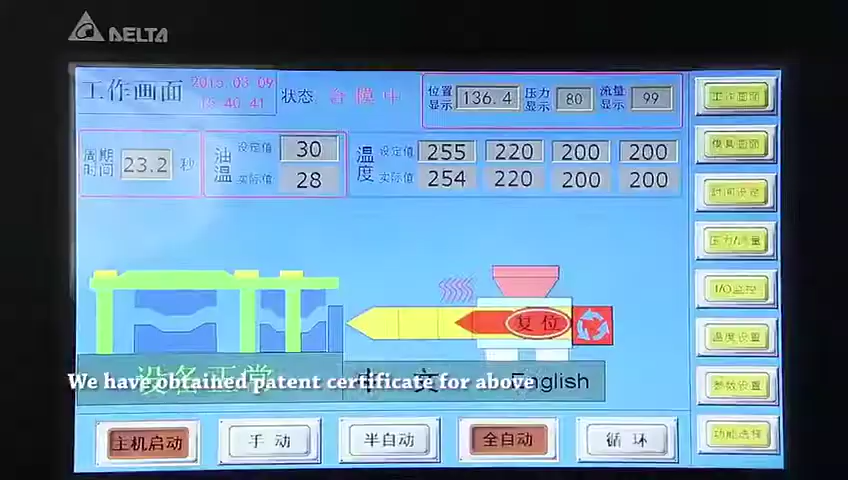 DELTA
工作画面
2015-03-09
15:40:41
状态 合模中
位置显示 136.4 压力显示 80 流量显示 99
周期时间 23.2 秒
油温 设定值 30
实际值 28
温度 设定值 255 220 200 200
实际值 254 220 200 200
复位
设备正常 中文 English
We have obtained patent certificate for above
主机启动 手动 半自动 全自动 循环
工作画面
模具画面
时间设定
压力/流量
I/O监控
温度设置
参数设置
功能选择